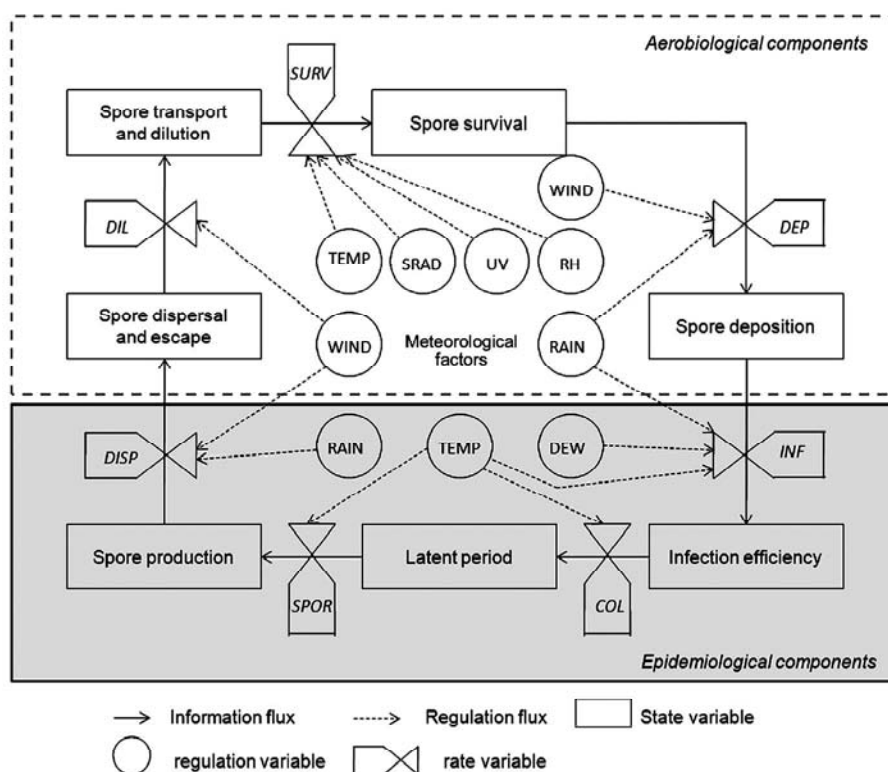 Aerobiological components
SURV
Spore transport
and dilution
Spore survival
WIND
DIL
DEP
TEMP
SRAD
UV
RH
Spore dispersal
and escape
Spore deposition
WIND
Meteorological
factors
RAIN
DISP
RAIN
TEMP
DEW
INF
Spore production
Latent period
Infection efficiency
SPOR
COL
Epidemiological components
Information flux
Regulation flux
State variable
regulation variable
rate variable